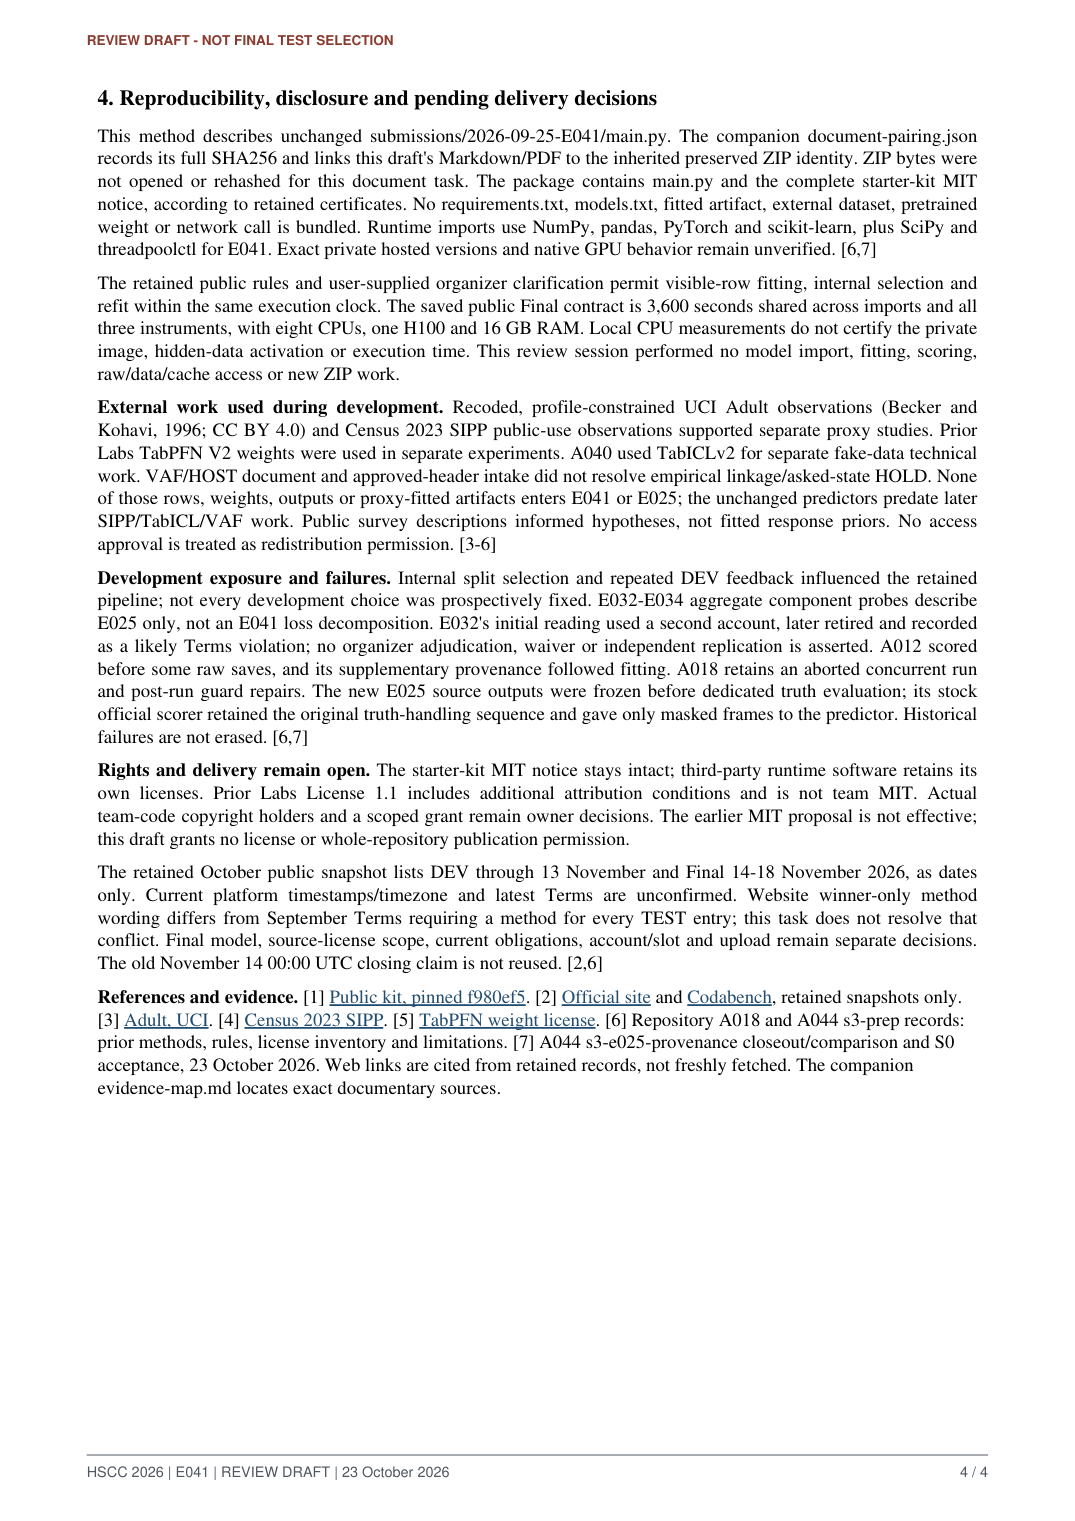 REVIEW DRAFT - NOT FINAL TEST SELECTION
4. Reproducibility, disclosure and pending delivery decisions
This method describes unchanged submissions/2026-09-25-E041/main.py. The companion document-pairing.json
records its full SHA256 and links this draft's Markdown/PDF to the inherited preserved ZIP identity. ZIP bytes were
not opened or rehashed for this document task. The package contains main.py and the complete starter-kit MIT
notice, according to retained certificates. No requirements.txt, models.txt, fitted artifact, external dataset, pretrained
weight or network call is bundled. Runtime imports use NumPy, pandas, PyTorch and scikit-learn, plus SciPy and
threadpoolctl for E041. Exact private hosted versions and native GPU behavior remain unverified. [6,7]
The retained public rules and user-supplied organizer clarification permit visible-row fitting, internal selection and
refit within the same execution clock. The saved public Final contract is 3,600 seconds shared across imports and all
three instruments, with eight CPUs, one H100 and 16 GB RAM. Local CPU measurements do not certify the private
image, hidden-data activation or execution time. This review session performed no model import, fitting, scoring,
raw/data/cache access or new ZIP work.
External work used during development. Recoded, profile-constrained UCI Adult observations (Becker and
Kohavi, 1996; CC BY 4.0) and Census 2023 SIPP public-use observations supported separate proxy studies. Prior
Labs TabPFN V2 weights were used in separate experiments. A040 used TabICLv2 for separate fake-data technical
work. VAF/HOST document and approved-header intake did not resolve empirical linkage/asked-state HOLD. None
of those rows, weights, outputs or proxy-fitted artifacts enters E041 or E025; the unchanged predictors predate later
SIPP/TabICL/VAF work. Public survey descriptions informed hypotheses, not fitted response priors. No access
approval is treated as redistribution permission. [3-6]
Development exposure and failures. Internal split selection and repeated DEV feedback influenced the retained
pipeline; not every development choice was prospectively fixed. E032-E034 aggregate component probes describe
E025 only, not an E041 loss decomposition. E032's initial reading used a second account, later retired and recorded
as a likely Terms violation; no organizer adjudication, waiver or independent replication is asserted. A012 scored
before some raw saves, and its supplementary provenance followed fitting. A018 retains an aborted concurrent run
and post-run guard repairs. The new E025 source outputs were frozen before dedicated truth evaluation; its stock
official scorer retained the original truth-handling sequence and gave only masked frames to the predictor. Historical
failures are not erased. [6,7]
Rights and delivery remain open. The starter-kit MIT notice stays intact; third-party runtime software retains its
own licenses. Prior Labs License 1.1 includes additional attribution conditions and is not team MIT. Actual
team-code copyright holders and a scoped grant remain owner decisions. The earlier MIT proposal is not effective;
this draft grants no license or whole-repository publication permission.
The retained October public snapshot lists DEV through 13 November and Final 14-18 November 2026, as dates
only. Current platform timestamps/timezone and latest Terms are unconfirmed. Website winner-only method
wording differs from September Terms requiring a method for every TEST entry; this task does not resolve that
conflict. Final model, source-license scope, current obligations, account/slot and upload remain separate decisions.
The old November 14 00:00 UTC closing claim is not reused. [2,6]
References and evidence. [1] Public kit, pinned f980ef5. [2] Official site and Codabench, retained snapshots only.
[3] Adult, UCI. [4] Census 2023 SIPP. [5] TabPFN weight license. [6] Repository A018 and A044 s3-prep records:
prior methods, rules, license inventory and limitations. [7] A044 s3-e025-provenance closeout/comparison and S0
acceptance, 23 October 2026. Web links are cited from retained records, not freshly fetched. The companion
evidence-map.md locates exact documentary sources.
HSCC 2026 | E041 | REVIEW DRAFT | 23 October 2026
4 / 4